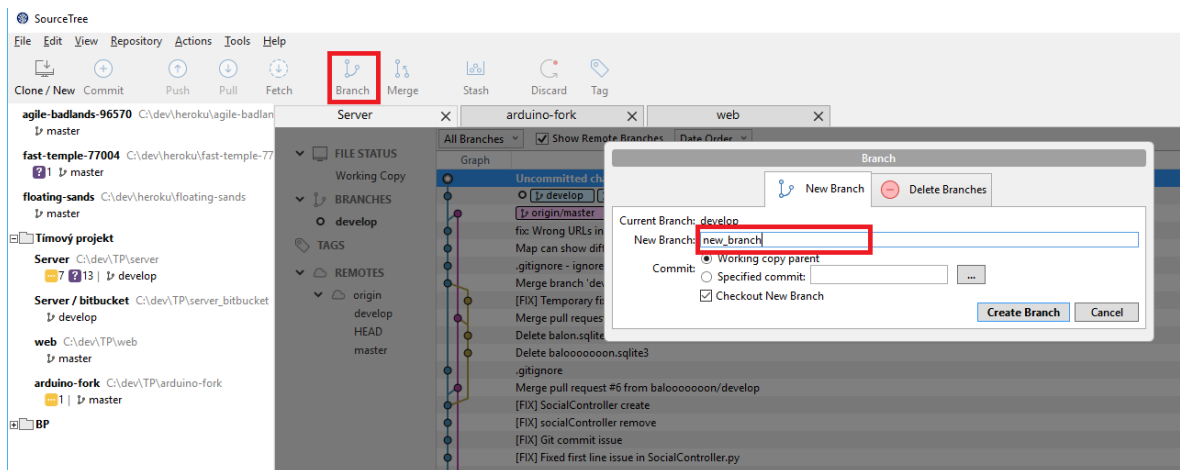 SourceTree
File Edit View Repository Actions Tools Help
Clone / New Commit Push Pull Fetch Branch Merge Stash Discard Tag
agile-badlands-96570 C:\dev\heroku\agile-badlan
master
fast-temple-77004 C:\dev\heroku\fast-temple-77
?1 master
floating-sands C:\dev\heroku\floating-sands
master
Tímový projekt
Server C:\dev\TP\server
7 ?13 | develop
Server / bitbucket C:\dev\TP\server_bitbucket
develop
web C:\dev\TP\web
master
arduino-fork C:\dev\TP\arduino-fork
1 | master
BP
Server arduino-fork web
FILE STATUS
Working Copy
BRANCHES
develop
TAGS
REMOTES
origin
develop
HEAD
master
All Branches Show Remote Branches Date Order
Graph
Uncommitted ch
develop
origin/master
fix: Wrong URLs in
Map can show diff
.gitignore - ignore
Merge branch 'dev
[FIX] Temporary fi
Merge pull reques
Delete balon.sqlite
Delete balooooooon.sqlite3
.gitignore
Merge pull request #6 from balooooooon/develop
[FIX] SocialController create
[FIX] socialController remove
[FIX] Git commit issue
[FIX] Fixed first line issue in SocialController.py
Branch
New Branch Delete Branches
Current Branch: develop
New Branch: new_branch
Commit: Working copy parent
Specified commit: ...
Checkout New Branch
Create Branch Cancel